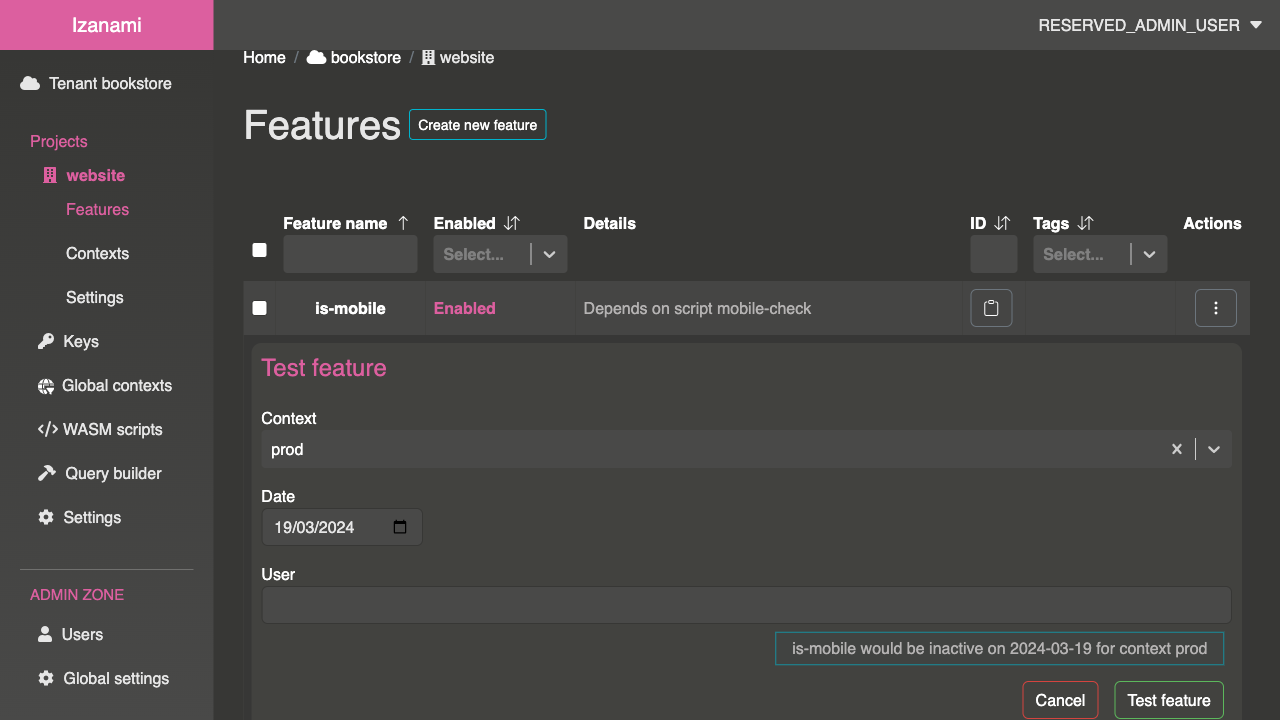 Izanami
RESERVED_ADMIN_USER
Home / bookstore / website
Tenant bookstore
Projects
website
Features
Contexts
Settings
Keys
Global contexts
WASM scripts
Query builder
Settings
ADMIN ZONE
Users
Global settings
Features
Create new feature
Feature name Enabled Details ID Tags Actions
Select... Select...
is-mobile Enabled Depends on script mobile-check
Test feature
Context
prod
Date
19/03/2024
User
is-mobile would be inactive on 2024-03-19 for context prod
Cancel Test feature